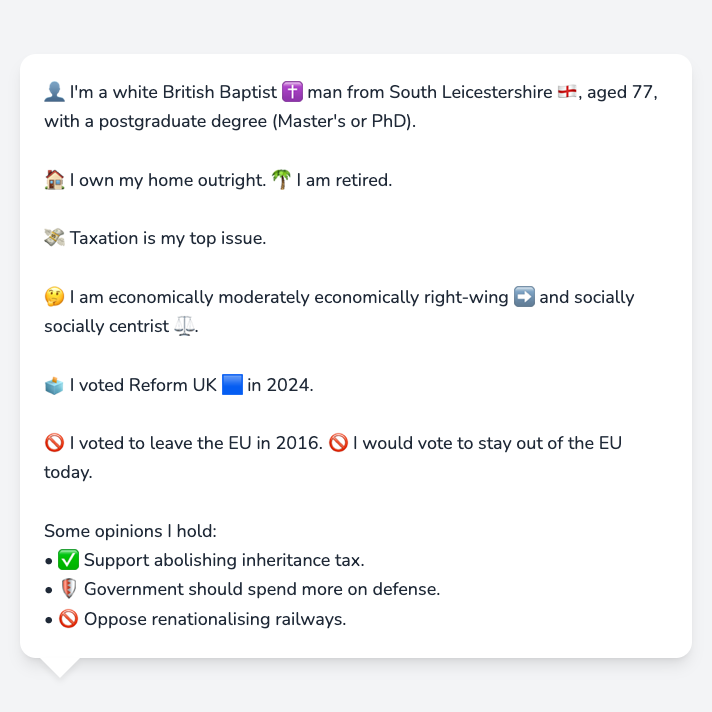 👤 I'm a white British Baptist ✝️ man from South Leicestershire 🏴󠁧󠁢󠁥󠁮󠁧󠁿, aged 77,
with a postgraduate degree (Master's or PhD).
🏠 I own my home outright. 🌴 I am retired.
💸 Taxation is my top issue.
🤔 I am economically moderately economically right-wing ➡️ and socially
socially centrist ⚖️.
🗳️ I voted Reform UK 🟦 in 2024.
🚫 I voted to leave the EU in 2016. 🚫 I would vote to stay out of the EU
today.
Some opinions I hold:
• ✅ Support abolishing inheritance tax.
• 🛡️ Government should spend more on defense.
• 🚫 Oppose renationalising railways.